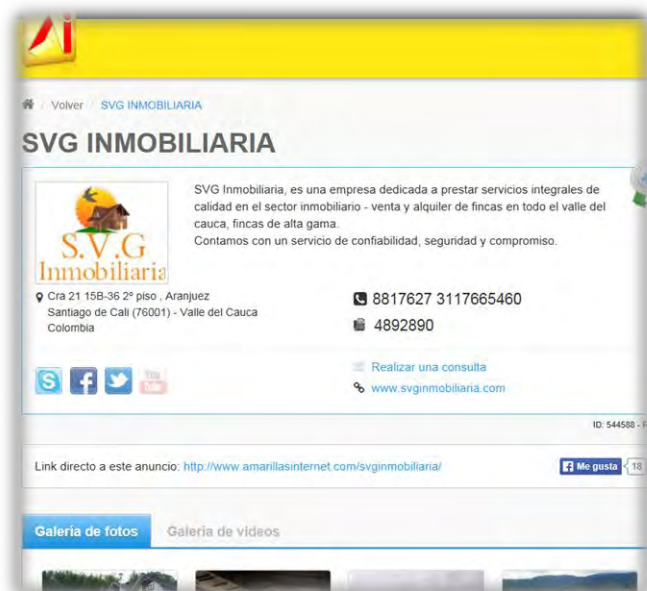 Volver / SVG INMOBILIARIA
SVG INMOBILIARIA
SVG Inmobiliaria, es una empresa dedicada a prestar servicios integrales de
calidad en el sector inmobiliario - venta y alquiler de fincas en todo el valle del
cauca, fincas de alta gama.
Contamos con un servicio de confiabilidad, seguridad y compromiso.
S.V.G
Inmobiliaria
Cra 21 15B-36 2º piso , Aranjuez
Santiago de Cali (76001) - Valle del Cauca
Colombia
8817627 3117665460
4892890
Realizar una consulta
www.svginmobiliaria.com
You
Tube
ID: 544588 -
Link directo a este anuncio: http://www.amarillasinternet.com/svginmobiliaria/
Me gusta 18
Galeria de fotos
Galeria de videos